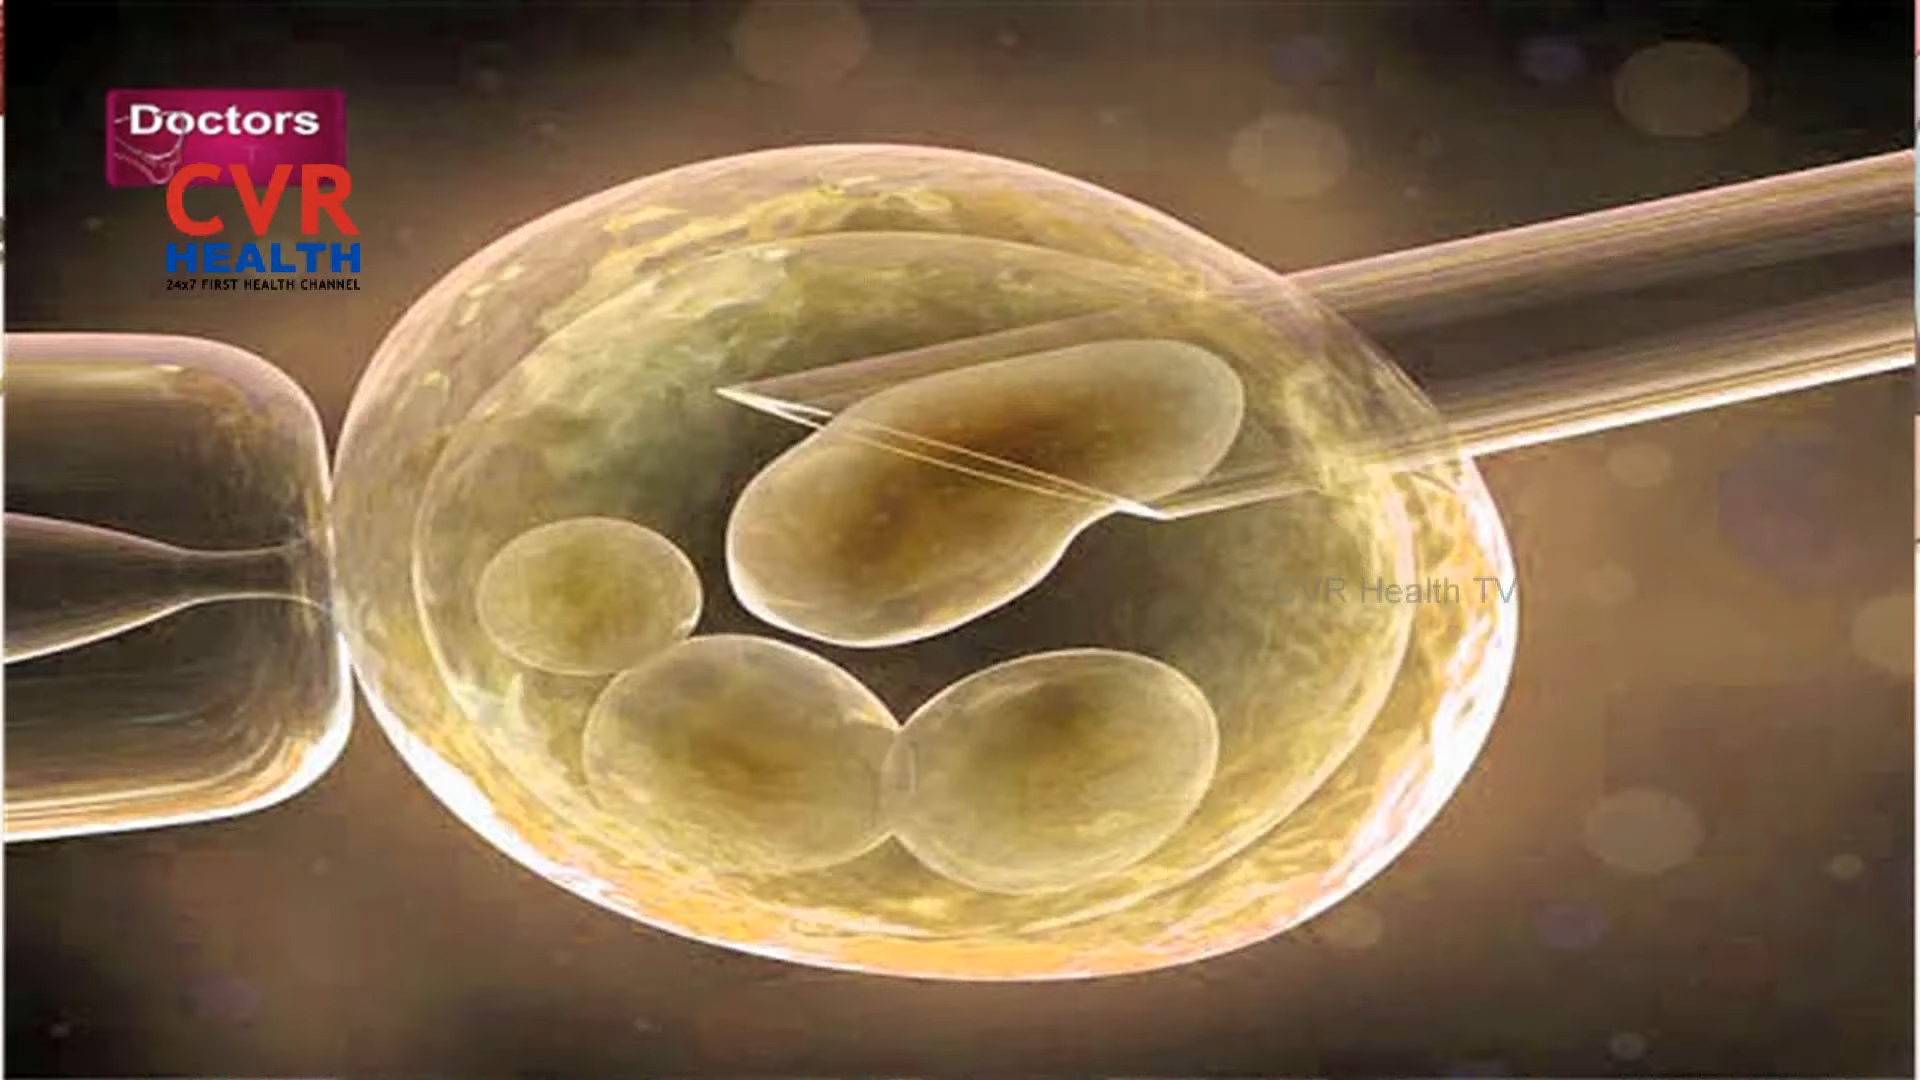 Doctors
CVR
HEALTH
24x7 FIRST HEALTH CHANNEL
CVR Health TV